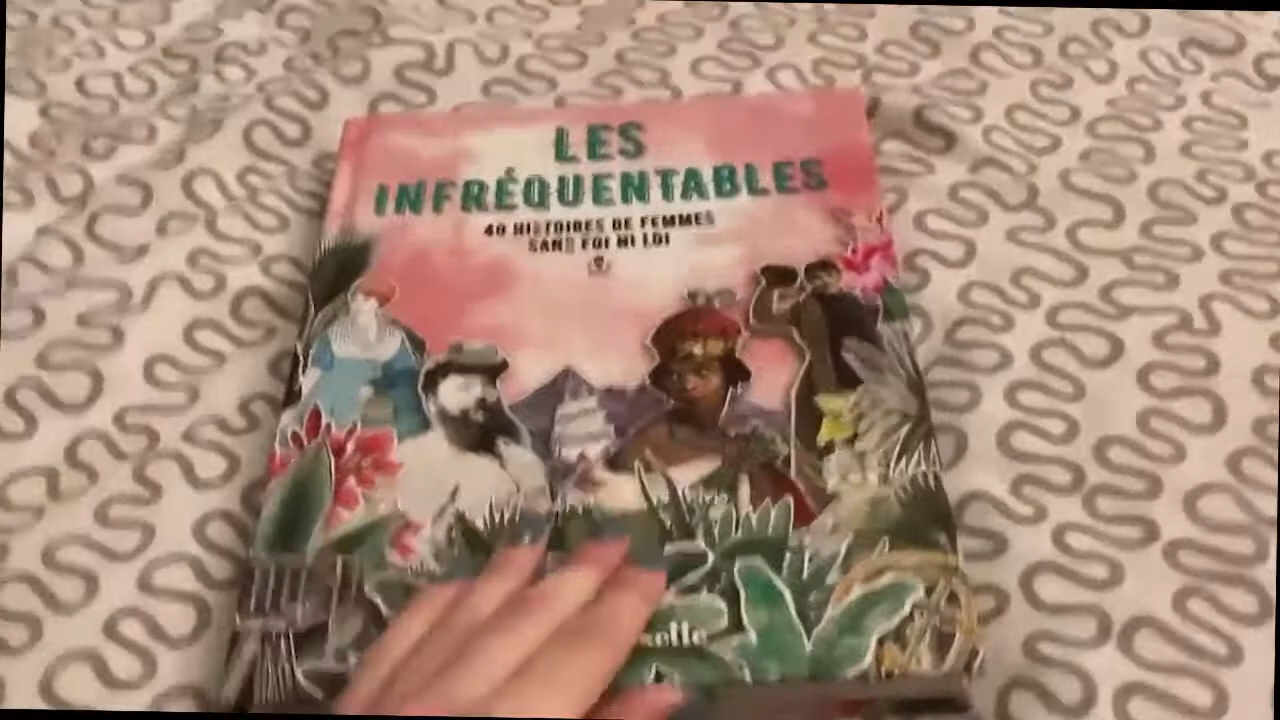 LES
INFRÉQUENTABLES
40 HISTOIRES DE FEMMES
SANS FOI NI LOI